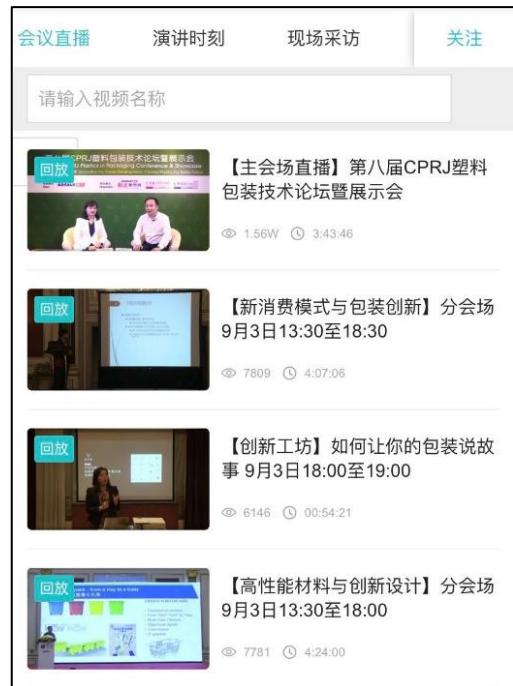 会议直播 演讲时刻 现场采访 关注
请输入视频名称
回放
【主会场直播】第八届CPRJ塑料
包装技术论坛暨展示会
1.56W 3:43:46
回放
【新消费模式与包装创新】分会场
9月3日13:30至18:30
7809 4:07:06
回放
【创新工坊】如何让你的包装说故
事 9月3日18:00至19:00
6146 00:54:21
回放
【高性能材料与创新设计】分会场
9月3日13:30至18:00
7781 4:24:00